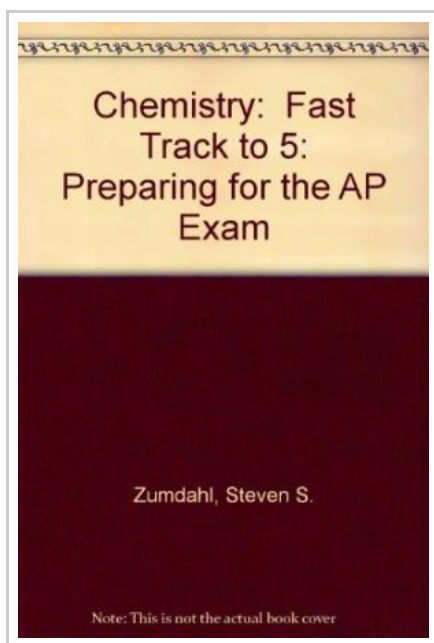 Chemistry: Fast
Track to 5:
Preparing for the AP
Exam
Zumdahl, Steven S.
Note: This is not the actual book cover